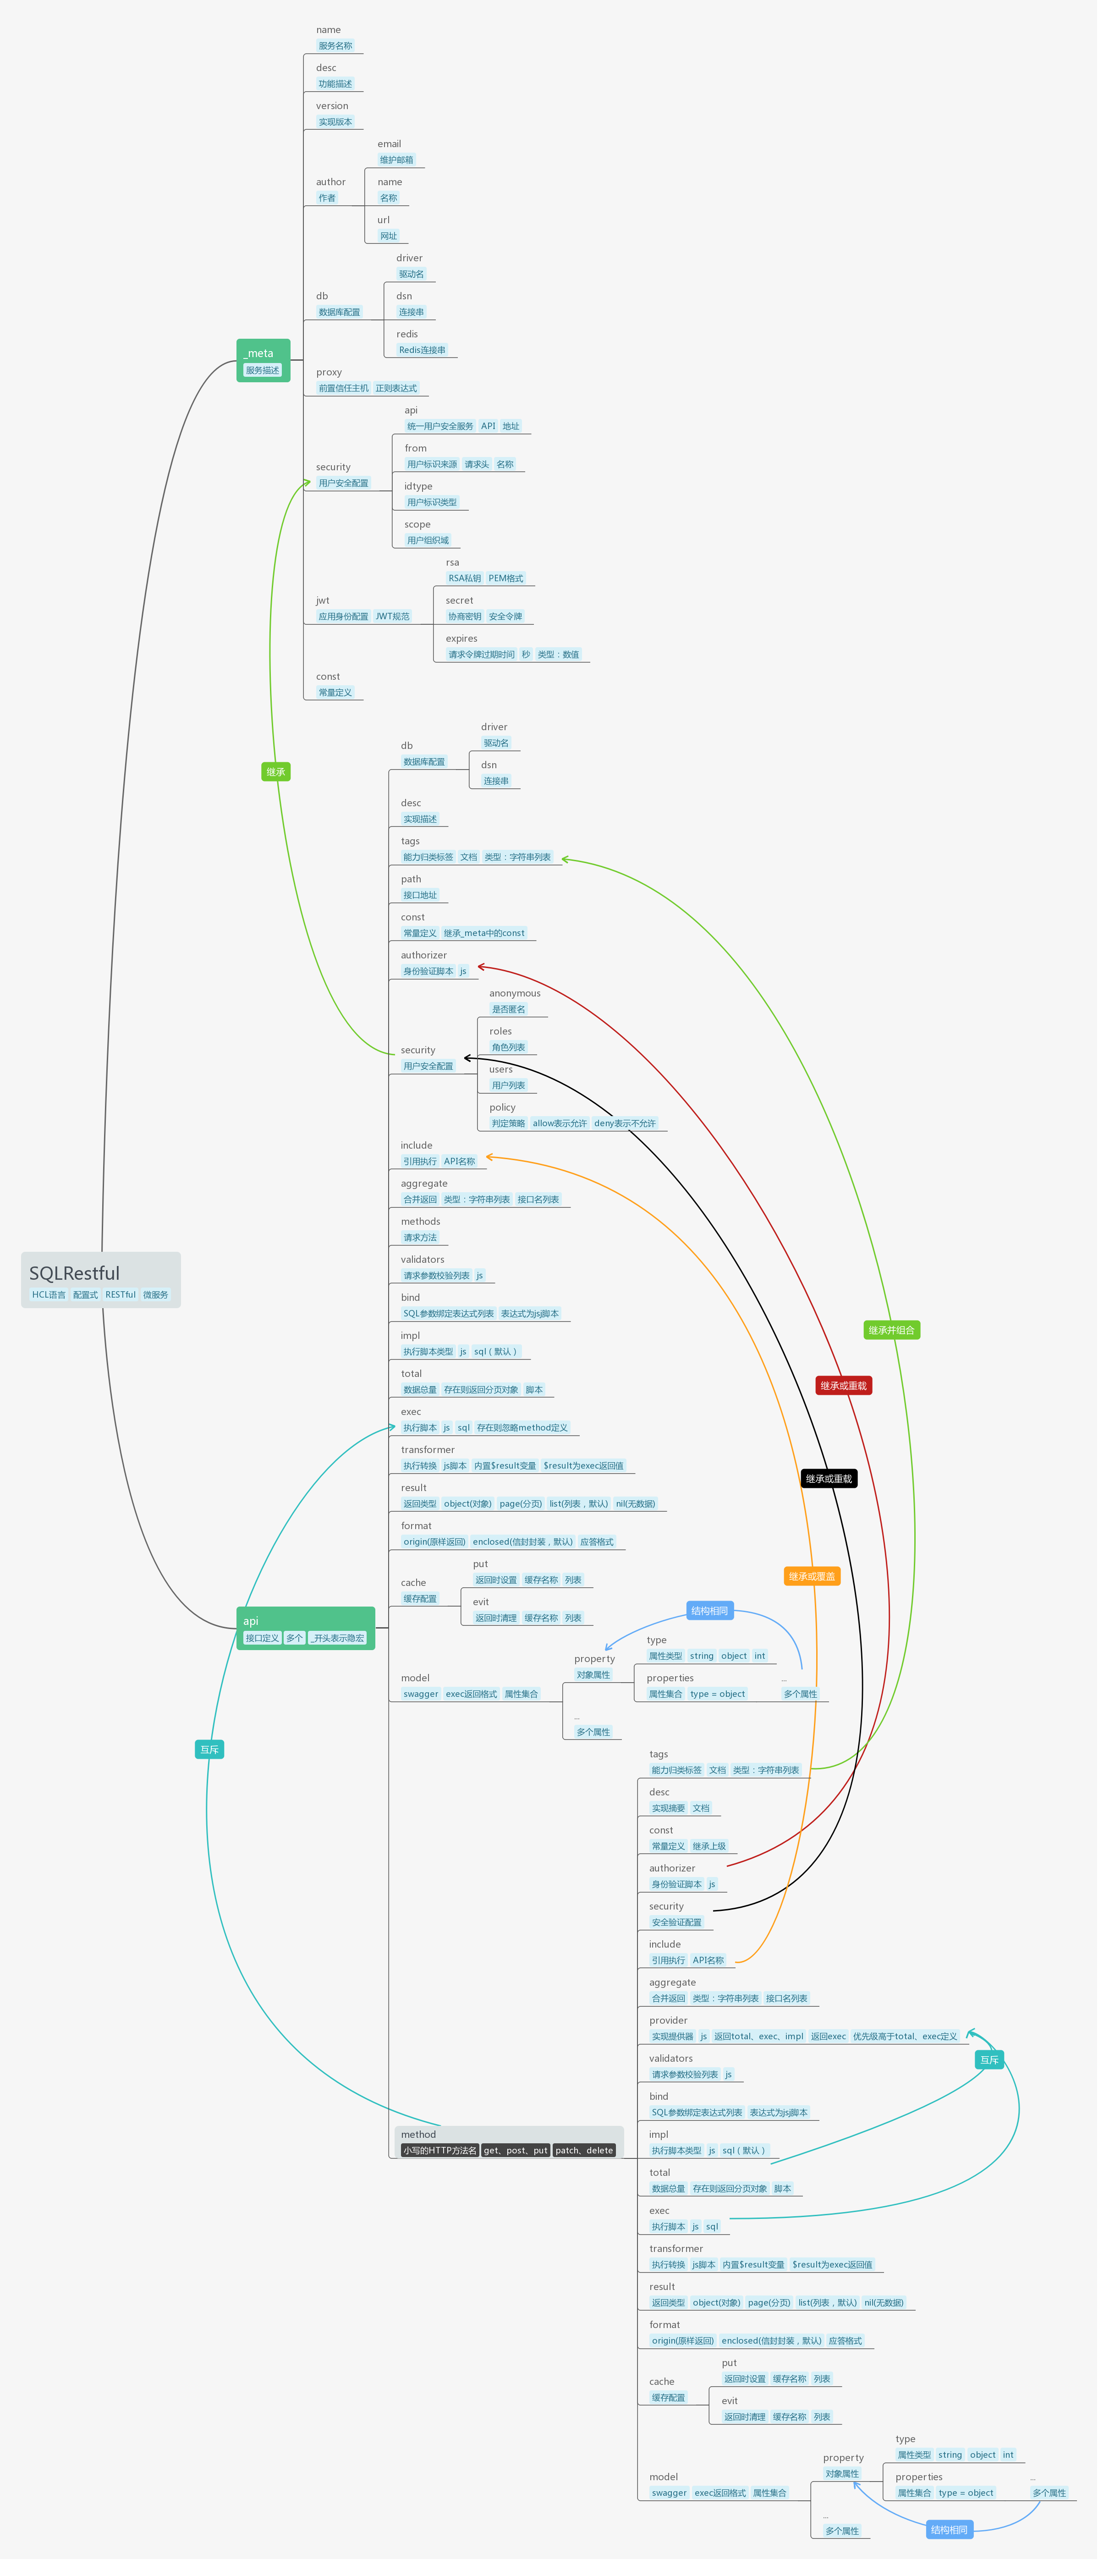 SQLRestful
HCL语言 配置式 RESTful 微服务
_meta
服务描述
name
服务名称
desc
功能描述
version
实现版本
author
作者
email
维护邮箱
name
名称
url
网址
db
数据库配置
driver
驱动名
dsn
连接串
redis
Redis连接串
proxy
前置信任主机 正则表达式
security
用户安全配置
api
统一用户安全服务 API 地址
from
用户标识来源 请求头 名称
idtype
用户标识类型
scope
用户组织域
jwt
应用身份配置 JWT规范
rsa
RSA私钥 PEM格式
secret
协商密钥 安全令牌
expires
请求令牌过期时间 秒 类型：数值
const
常量定义
继承
api
接口定义 多个 _开头表示隐宏
db
数据库配置
driver
驱动名
dsn
连接串
desc
实现描述
tags
能力归类标签 文档 类型：字符串列表
path
接口地址
const
常量定义 继承_meta中的const
authorizer
身份验证脚本 js
security
用户安全配置
anonymous
是否匿名
roles
角色列表
users
用户列表
policy
判定策略 allow表示允许 deny表示不允许
include
引用执行 API名称
aggregate
合并返回 类型：字符串列表 接口名列表
methods
请求方法
validators
请求参数校验列表 js
bind
SQL参数绑定表达式列表 表达式为jsj脚本
impl
执行脚本类型 js sql（默认）
total
数据总量 存在则返回分页对象 脚本
exec
执行脚本 js sql 存在则忽略method定义
transformer
执行转换 js脚本 内置$result变量 $result为exec返回值
result
返回类型 object(对象) page(分页) list(列表，默认) nil(无数据)
format
origin(原样返回) enclosed(信封封装，默认) 应答格式
cache
缓存配置
put
返回时设置 缓存名称 列表
evit
返回时清理 缓存名称 列表
model
swagger exec返回格式 属性集合
property
对象属性
type
属性类型 string object int
properties
属性集合 type = object
...
多个属性
...
多个属性
结构相同
继承并组合
继承或重载
继承或重载
继承或覆盖
互斥
method
小写的HTTP方法名 get、post、put patch、delete
tags
能力归类标签 文档 类型：字符串列表
desc
实现摘要 文档
const
常量定义 继承上级
authorizer
身份验证脚本 js
security
安全验证配置
include
引用执行 API名称
aggregate
合并返回 类型：字符串列表 接口名列表
provider
实现提供器 js 返回total、exec、impl 返回exec 优先级高于total、exec定义
互斥
validators
请求参数校验列表 js
bind
SQL参数绑定表达式列表 表达式为jsj脚本
impl
执行脚本类型 js sql（默认）
total
数据总量 存在则返回分页对象 脚本
exec
执行脚本 js sql
transformer
执行转换 js脚本 内置$result变量 $result为exec返回值
result
返回类型 object(对象) page(分页) list(列表，默认) nil(无数据)
format
origin(原样返回) enclosed(信封封装，默认) 应答格式
cache
缓存配置
put
返回时设置 缓存名称 列表
evit
返回时清理 缓存名称 列表
model
swagger exec返回格式 属性集合
property
对象属性
type
属性类型 string object int
properties
属性集合 type = object
...
多个属性
...
多个属性
结构相同